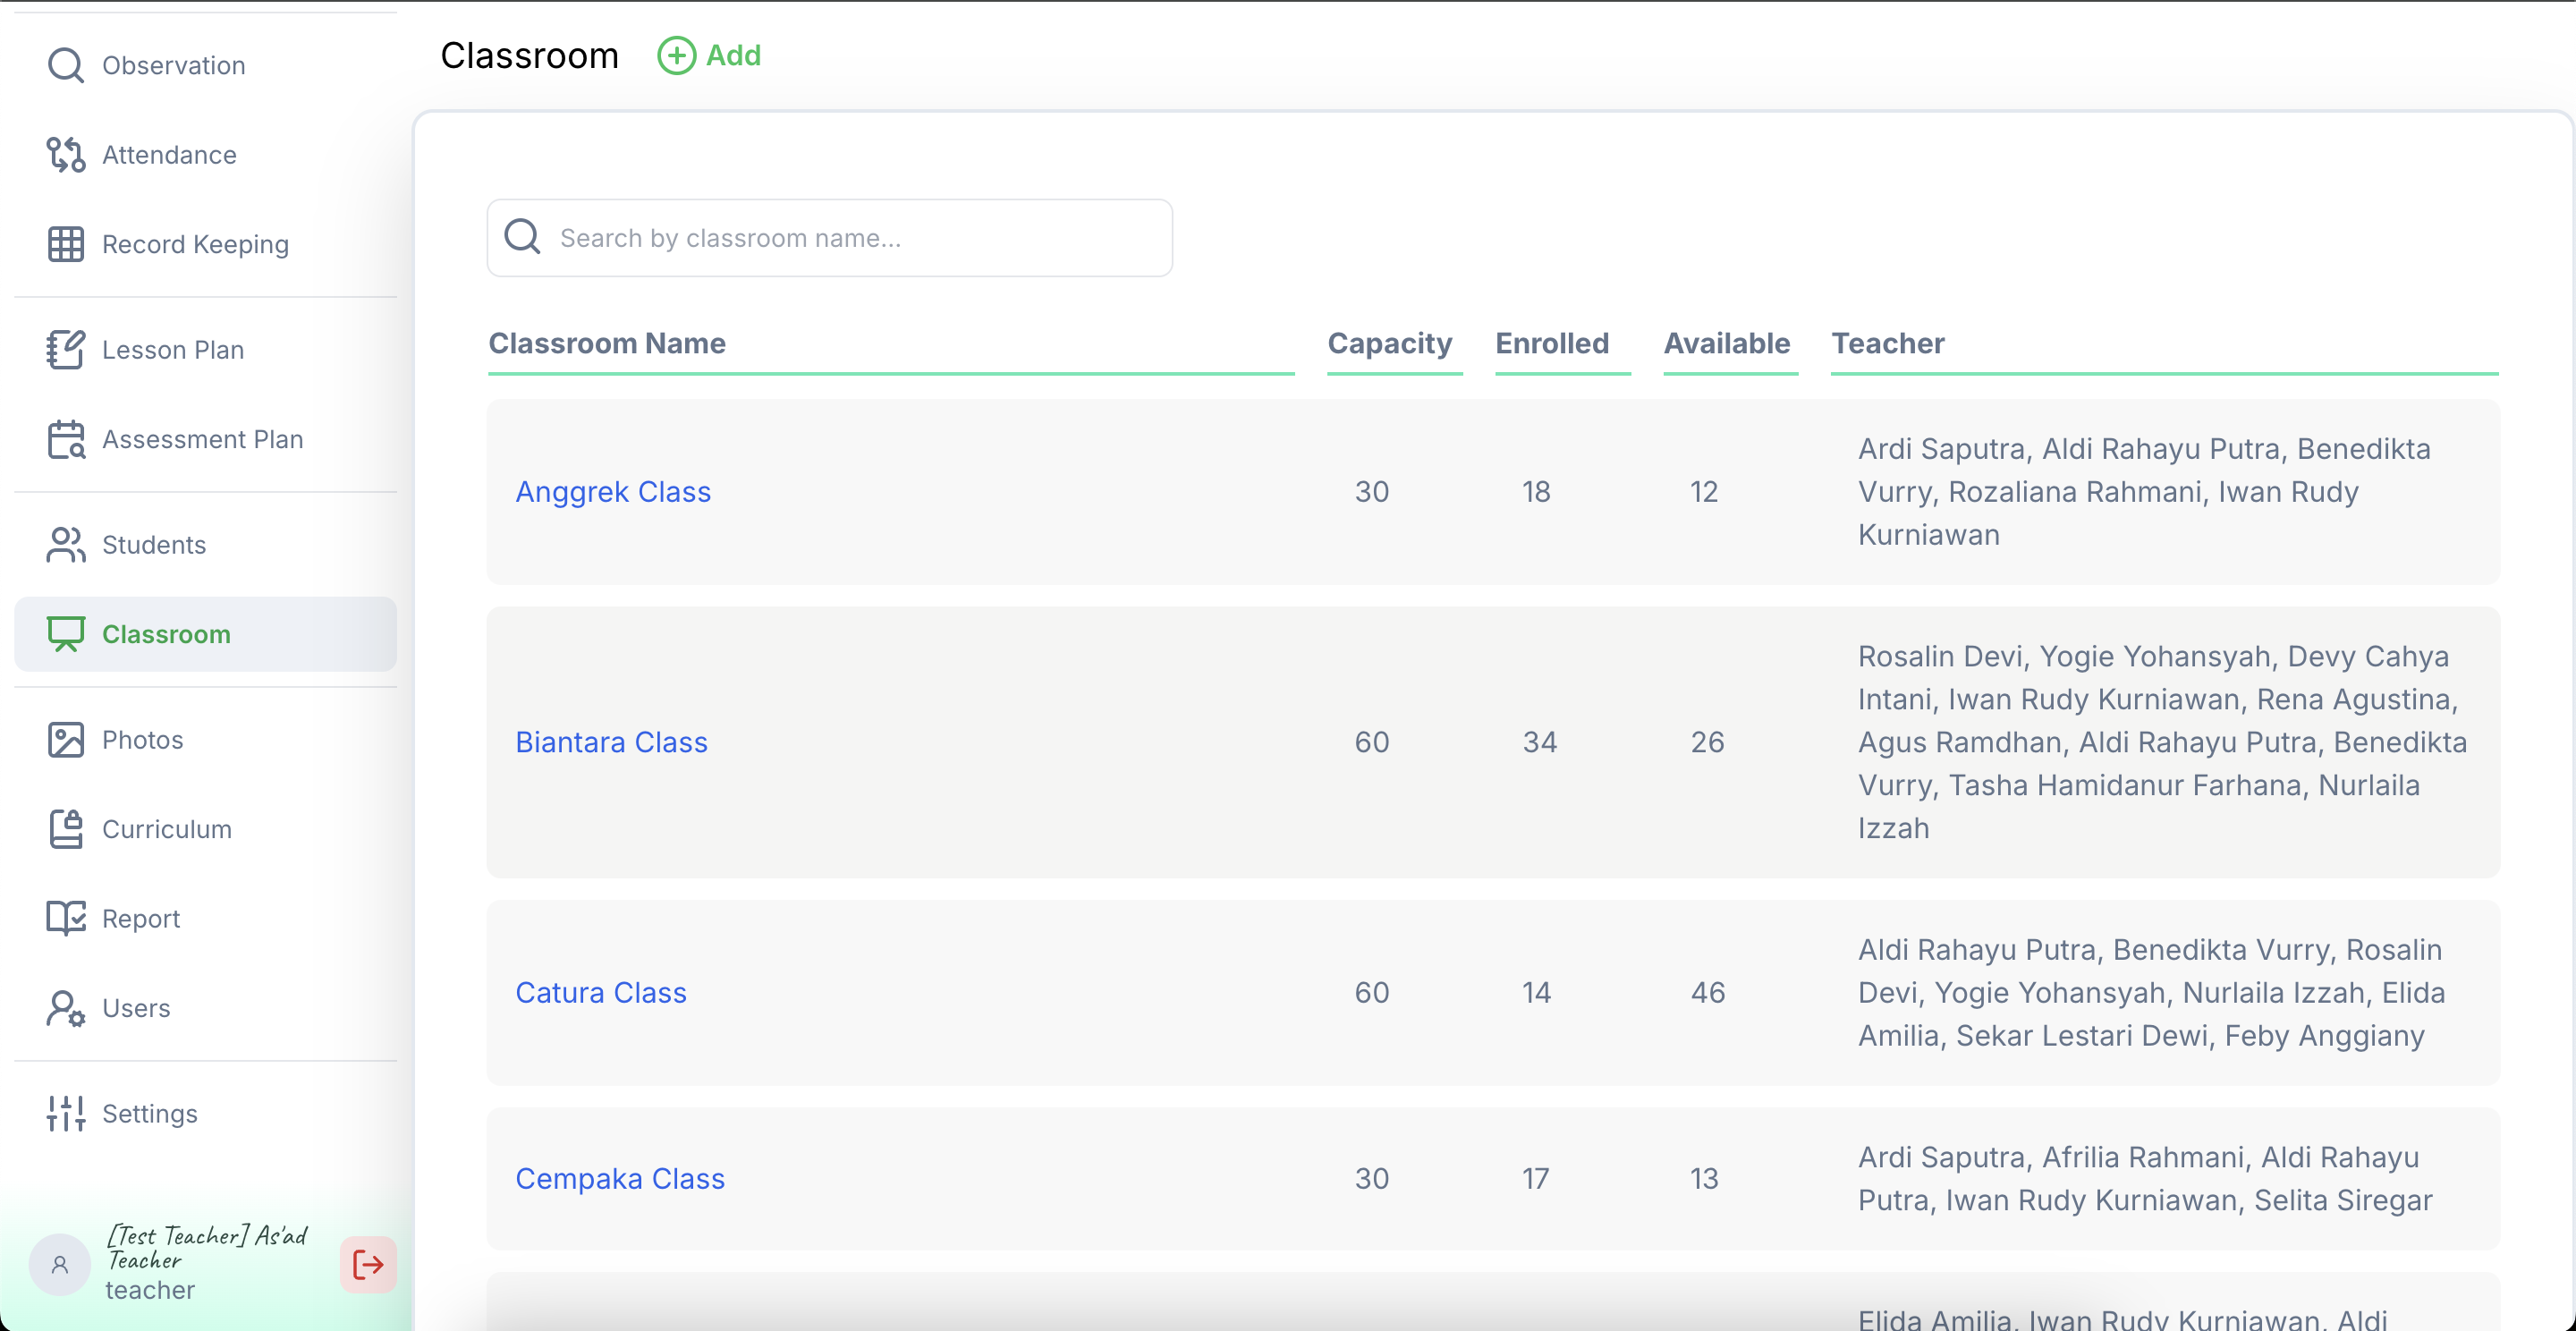 Observation
Attendance
Record Keeping
Lesson Plan
Assessment Plan
Students
Classroom
Photos
Curriculum
Report
Users
Settings
[Test Teacher] As'ad
Teacher
teacher
Classroom Add
Search by classroom name...
Classroom Name Capacity Enrolled Available Teacher
Anggrek Class 30 18 12
Ardi Saputra, Aldi Rahayu Putra, Benedikta
Vurry, Rozaliana Rahmani, Iwan Rudy
Kurniawan
Biantara Class 60 34 26
Rosalin Devi, Yogie Yohansyah, Devy Cahya
Intani, Iwan Rudy Kurniawan, Rena Agustina,
Agus Ramdhan, Aldi Rahayu Putra, Benedikta
Vurry, Tasha Hamidanur Farhana, Nurlaila
Izzah
Catura Class 60 14 46
Aldi Rahayu Putra, Benedikta Vurry, Rosalin
Devi, Yogie Yohansyah, Nurlaila Izzah, Elida
Amilia, Sekar Lestari Dewi, Feby Anggiany
Cempaka Class 30 17 13
Ardi Saputra, Afrilia Rahmani, Aldi Rahayu
Putra, Iwan Rudy Kurniawan, Selita Siregar
Elida Amilia, Iwan Rudy Kurniawan, Aldi